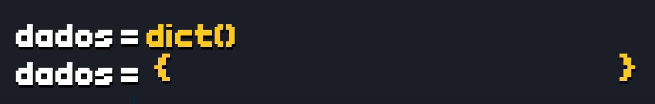 dados = dict()
dados = { }